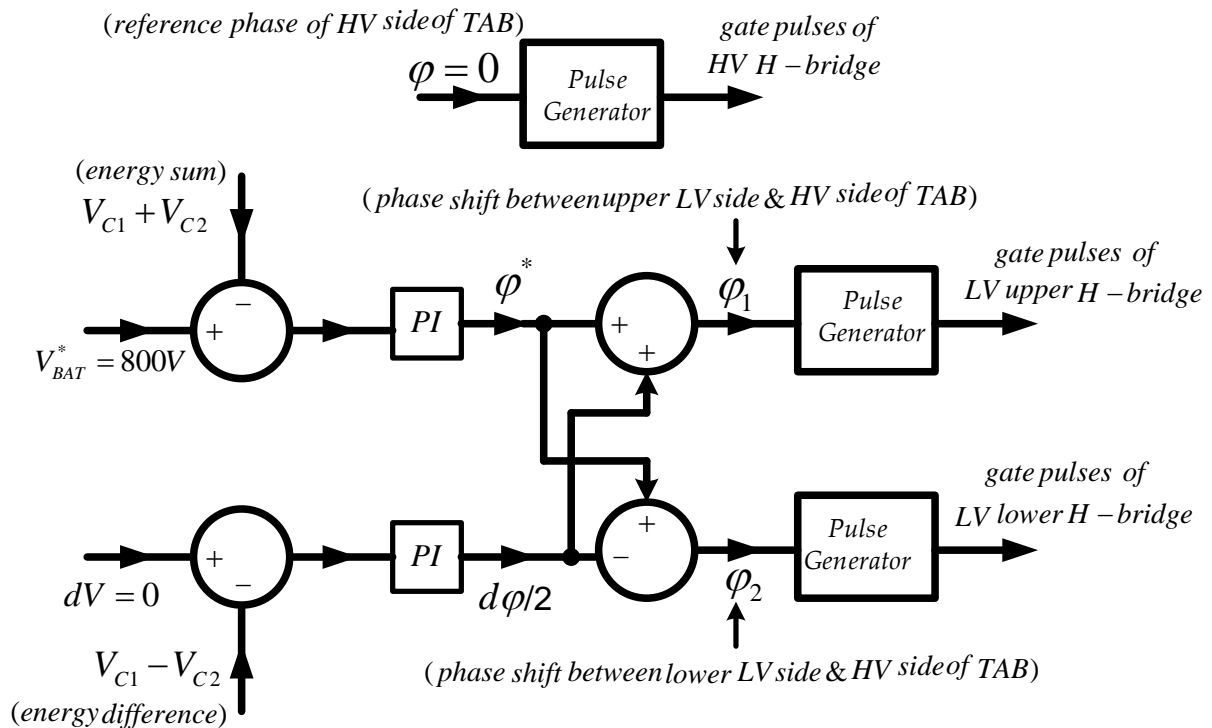 (reference phase of HV side of TAB)
φ = 0
Pulse
Generator
gate pulses of
HV H − bridge
(energy sum)
V_C1 + V_C2
−
+
V*_BAT = 800V
PI
φ*
(phase shift between upper LV side & HV side of TAB)
+
+
φ₁
Pulse
Generator
gate pulses of
LV upper H − bridge
+
−
dV = 0
V_C1 − V_C2
(energy difference)
PI
dφ/2
+
−
φ₂
(phase shift between lower LV side & HV side of TAB)
Pulse
Generator
gate pulses of
LV lower H − bridge